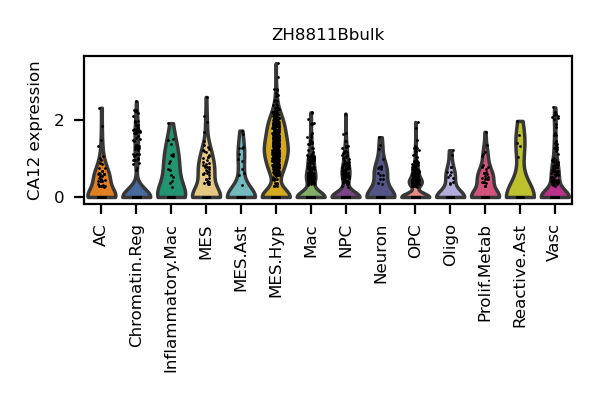 ZH8811Bbulk
CA12 expression
2
0
AC
Chromatin.Reg
Inflammatory.Mac
MES
MES.Ast
MES.Hyp
Mac
NPC
Neuron
OPC
Oligo
Prolif.Metab
Reactive.Ast
Vasc